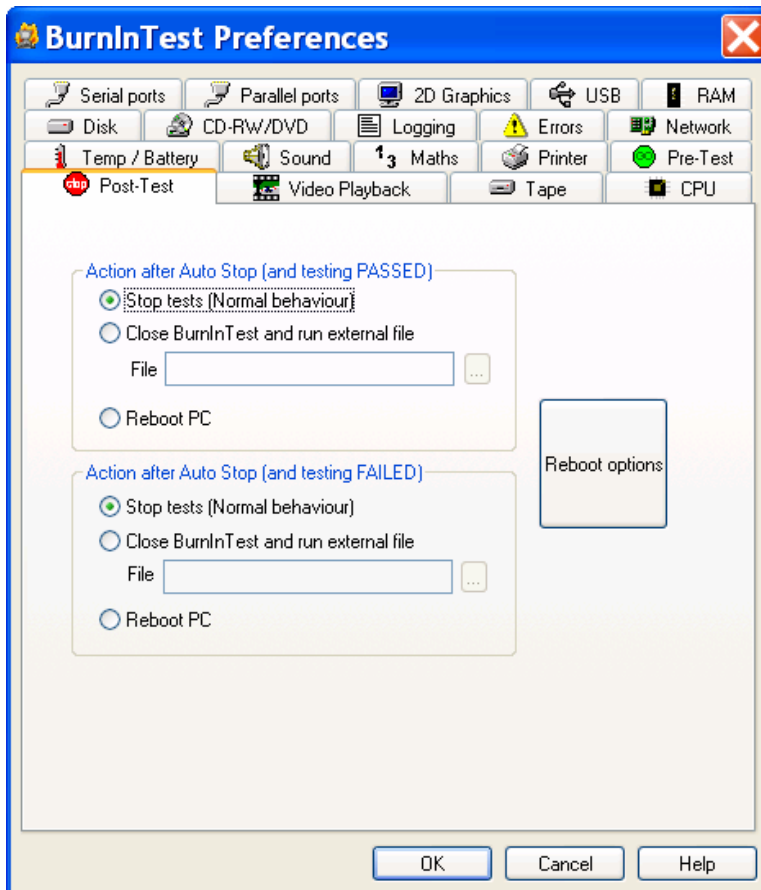 BurnInTest Preferences
Serial ports Parallel ports 2D Graphics USB RAM
Disk CD-RW/DVD Logging Errors Network
Temp / Battery Sound 1 3 Maths Printer Pre-Test
stop Post-Test Video Playback Tape CPU
Action after Auto Stop (and testing PASSED)
Stop tests (Normal behaviour)
Close BurnInTest and run external file
File ...
Reboot PC
Reboot options
Action after Auto Stop (and testing FAILED)
Stop tests (Normal behaviour)
Close BurnInTest and run external file
File ...
Reboot PC
OK Cancel Help